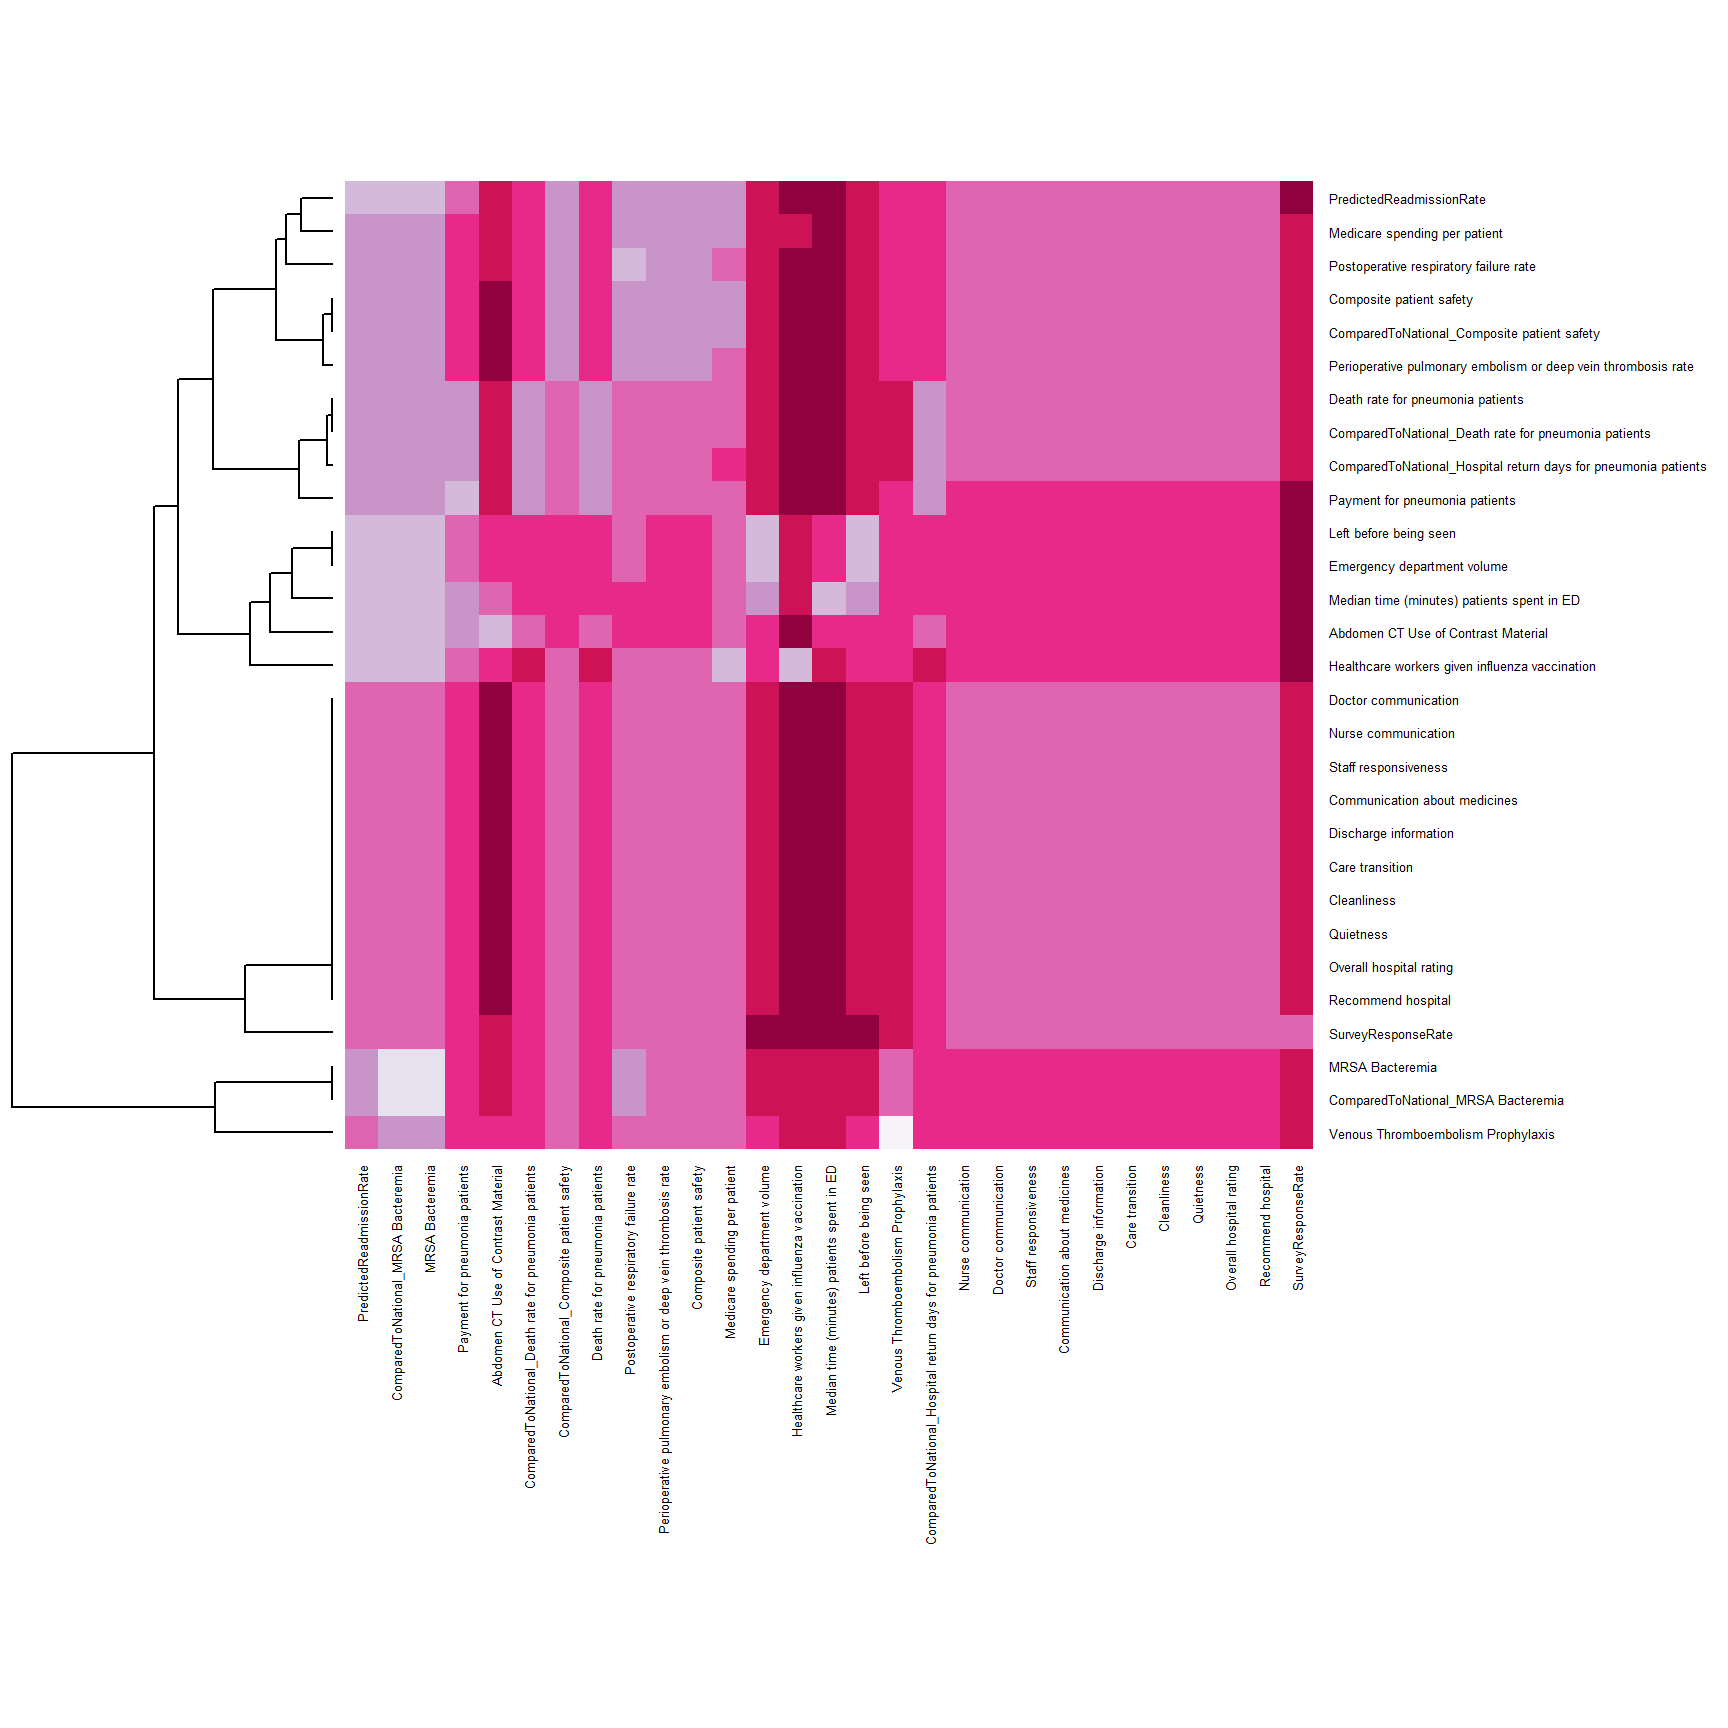 PredictedReadmissionRate
Medicare spending per patient
Postoperative respiratory failure rate
Composite patient safety
ComparedToNational_Composite patient safety
Perioperative pulmonary embolism or deep vein thrombosis rate
Death rate for pneumonia patients
ComparedToNational_Death rate for pneumonia patients
ComparedToNational_Hospital return days for pneumonia patients
Payment for pneumonia patients
Left before being seen
Emergency department volume
Median time (minutes) patients spent in ED
Abdomen CT Use of Contrast Material
Healthcare workers given influenza vaccination
Doctor communication
Nurse communication
Staff responsiveness
Communication about medicines
Discharge information
Care transition
Cleanliness
Quietness
Overall hospital rating
Recommend hospital
SurveyResponseRate
MRSA Bacteremia
ComparedToNational_MRSA Bacteremia
Venous Thromboembolism Prophylaxis
PredictedReadmissionRate
ComparedToNational_MRSA Bacteremia
MRSA Bacteremia
Payment for pneumonia patients
Abdomen CT Use of Contrast Material
ComparedToNational_Death rate for pneumonia patients
ComparedToNational_Composite patient safety
Death rate for pneumonia patients
Postoperative respiratory failure rate
Perioperative pulmonary embolism or deep vein thrombosis rate
Composite patient safety
Medicare spending per patient
Emergency department volume
Healthcare workers given influenza vaccination
Median time (minutes) patients spent in ED
Left before being seen
Venous Thromboembolism Prophylaxis
ComparedToNational_Hospital return days for pneumonia patients
Nurse communication
Doctor communication
Staff responsiveness
Communication about medicines
Discharge information
Care transition
Cleanliness
Quietness
Overall hospital rating
Recommend hospital
SurveyResponseRate